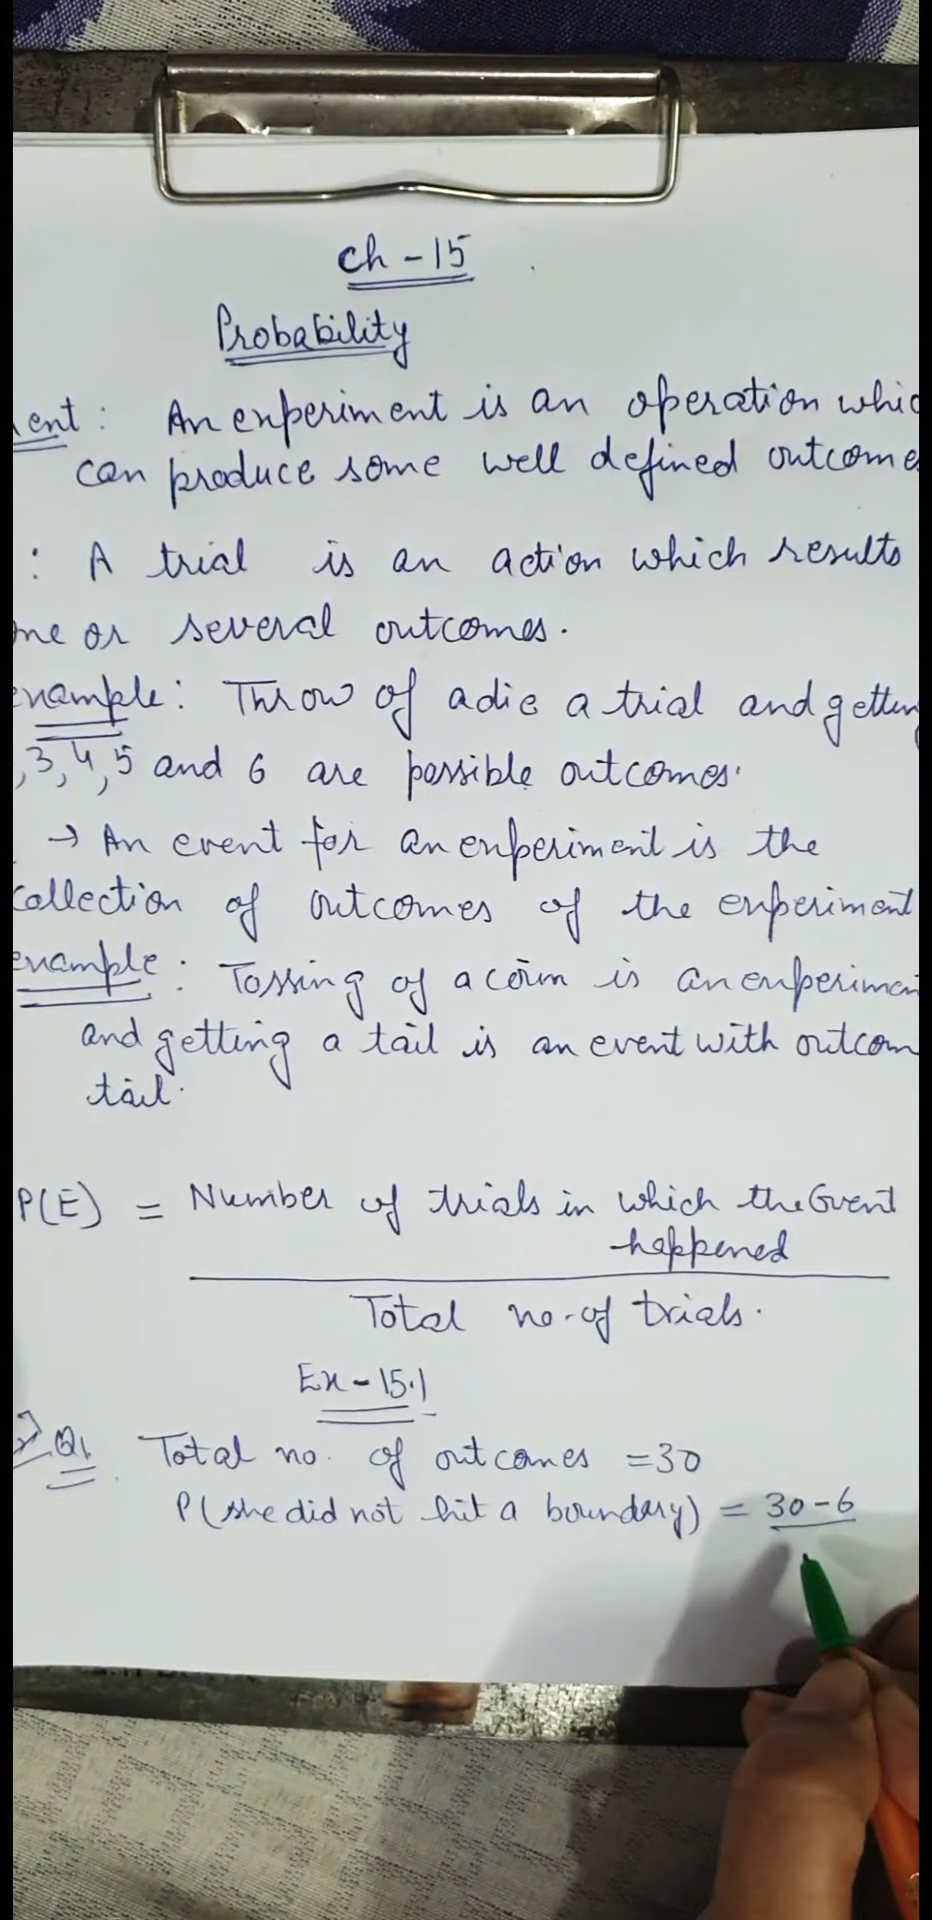 Ch - 15
Probability
ent : An experiment is an operation whic
can produce some well defined outcome
: A trial is an action which results
ne or several outcomes.
example : Throw of a die a trial and gettin
, 3, 4, 5 and 6 are possible outcomes.
→ An event for an experiment is the
collection of outcomes of the experiment
example : Tossing of a coin is an experimen
and getting a tail is an event with outcom
tail.
P(E) = Number of trials in which the Event
happened
Total no. of trials.
Ex - 15.1
Q1 Total no. of outcomes = 30
P(she did not hit a boundary) = 30 - 6